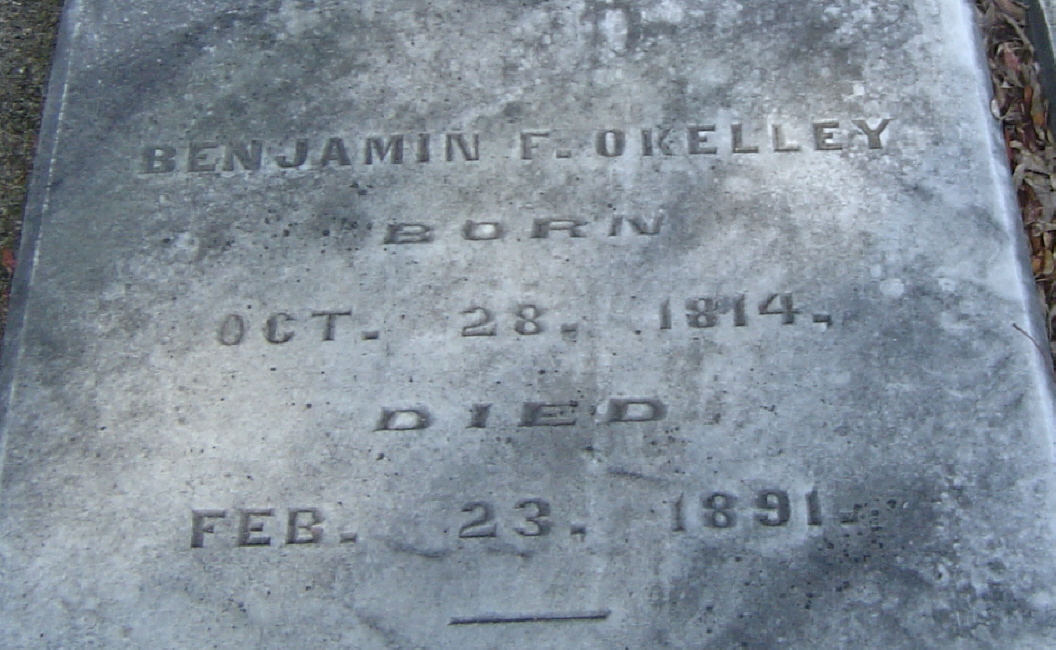 BENJAMIN F. OKELLEY
BORN
OCT. 28, 1814,
DIED
FEB. 23, 1891.